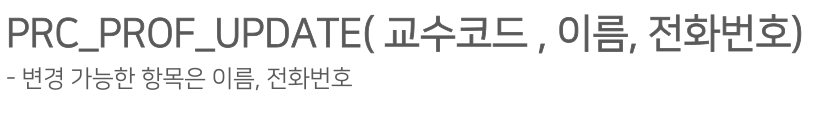 PRC_PROF_UPDATE( 교수코드 , 이름, 전화번호)
- 변경 가능한 항목은 이름, 전화번호